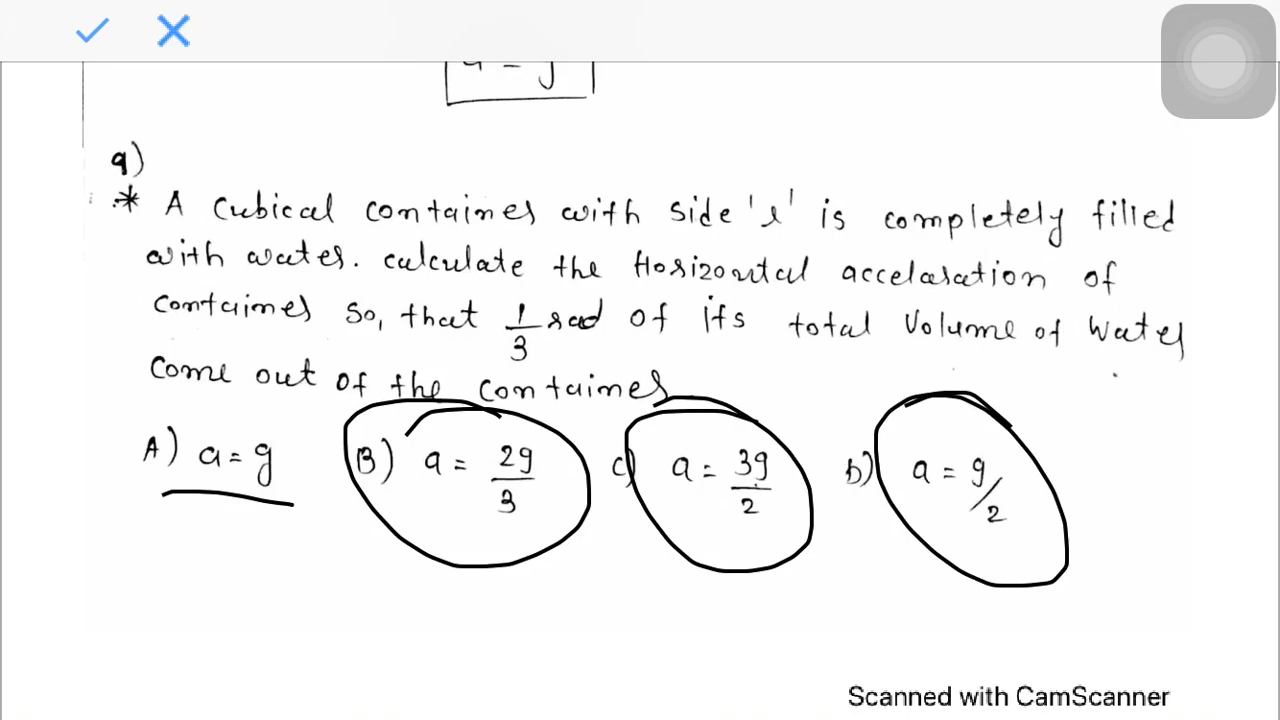 9)
* A Cubical container with side 'l' is completely filled
with water. calculate the Horizontal accelaration of
Container so, that 1/3 rad of its total Volume of Water
Come out of the container
A) a = g B) a = 2g/3 C) a = 3g/2 D) a = g/2
Scanned with CamScanner